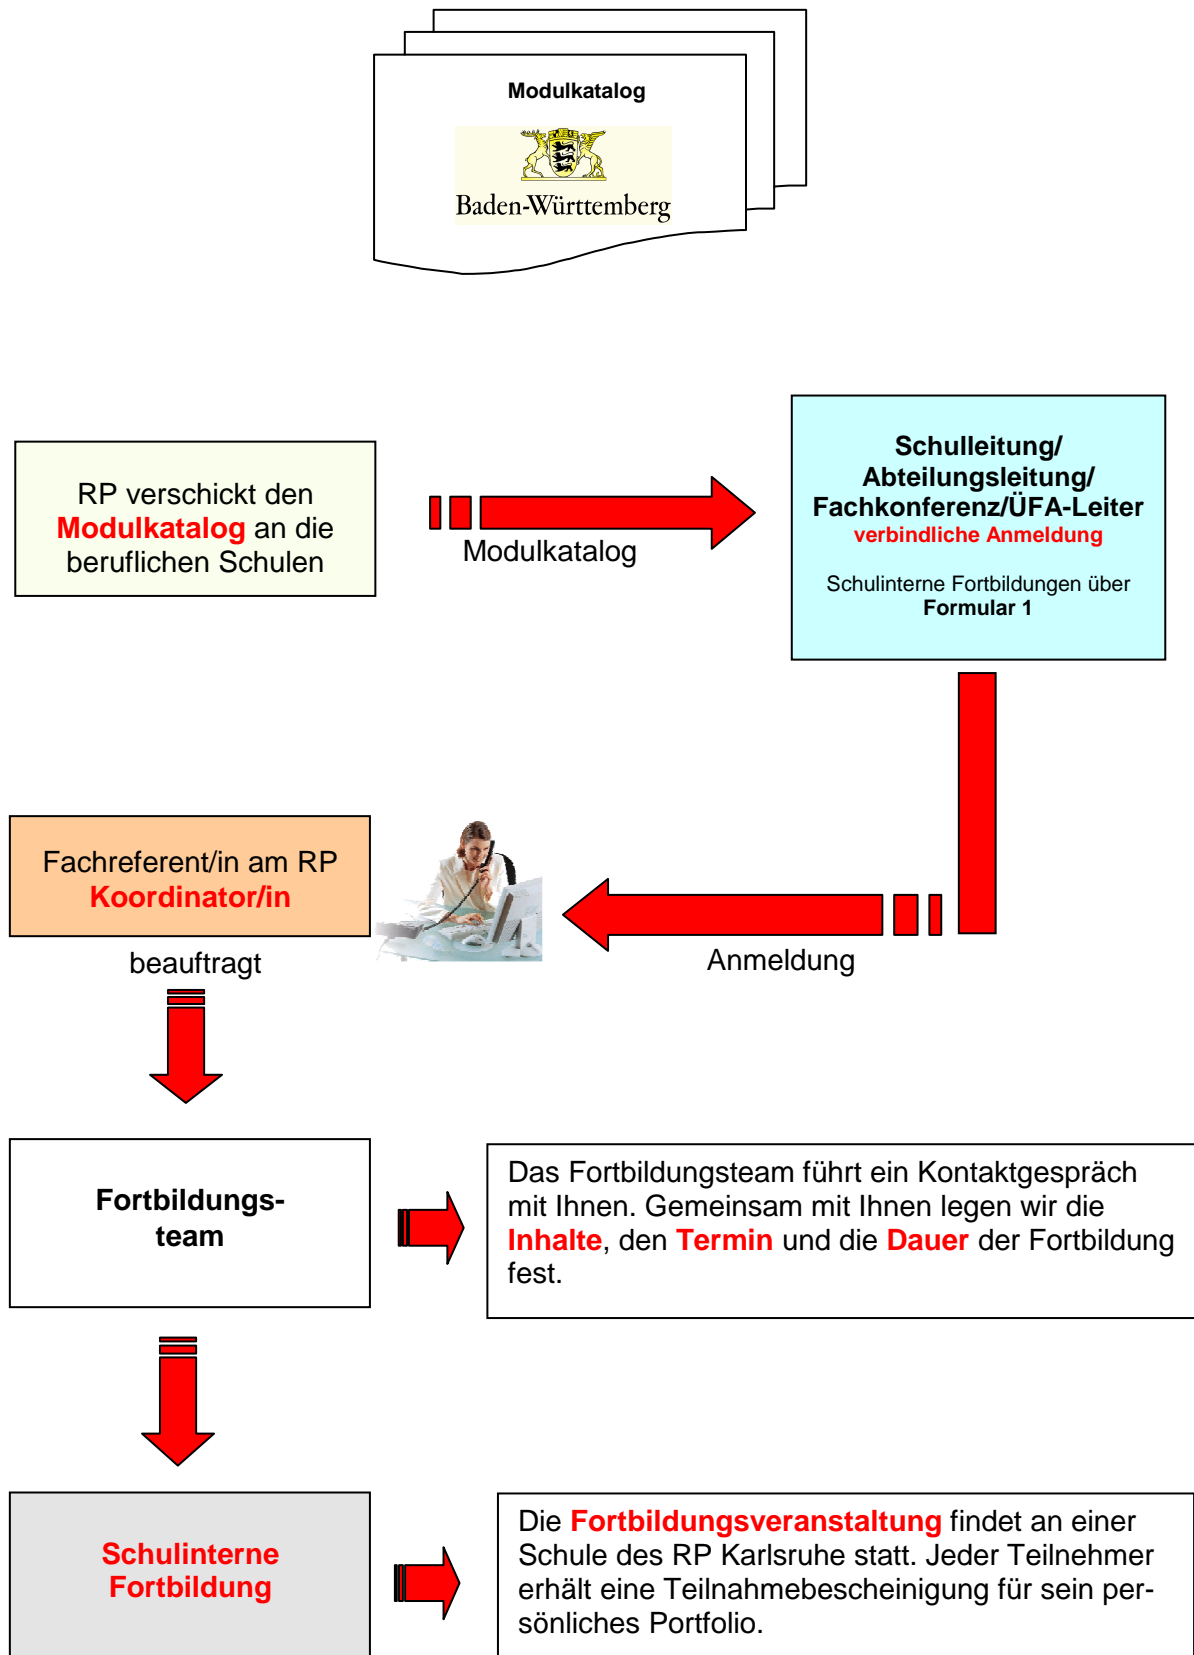 Modulkatalog
Baden-Württemberg
RP verschickt den
Modulkatalog an die
beruflichen Schulen
Modulkatalog
Schulleitung/
Abteilungsleitung/
Fachkonferenz/ÜFA-Leiter
verbindliche Anmeldung
Schulinterne Fortbildungen über
Formular 1
Fachreferent/in am RP
Koordinator/in
beauftragt
Anmeldung
Fortbildungs-
team
Das Fortbildungsteam führt ein Kontaktgespräch
mit Ihnen. Gemeinsam mit Ihnen legen wir die
Inhalte, den Termin und die Dauer der Fortbildung
fest.
Schulinterne
Fortbildung
Die Fortbildungsveranstaltung findet an einer
Schule des RP Karlsruhe statt. Jeder Teilnehmer
erhält eine Teilnahmebescheinigung für sein per-
sönliches Portfolio.